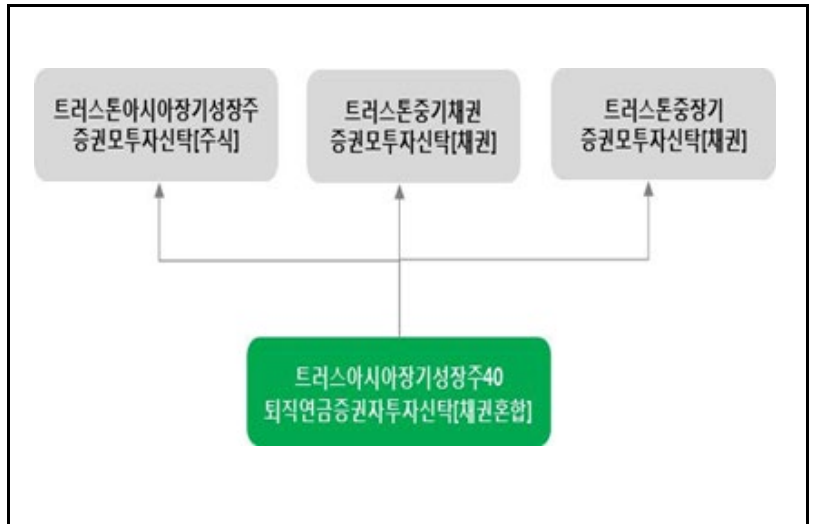 트러스톤아시아장기성장주
증권모투자신탁[주식]
트러스톤중기채권
증권모투자신탁[채권]
트러스톤중장기
증권모투자신탁[채권]
트러스아시아장기성장주40
퇴직연금증권자투자신탁[채권혼합]